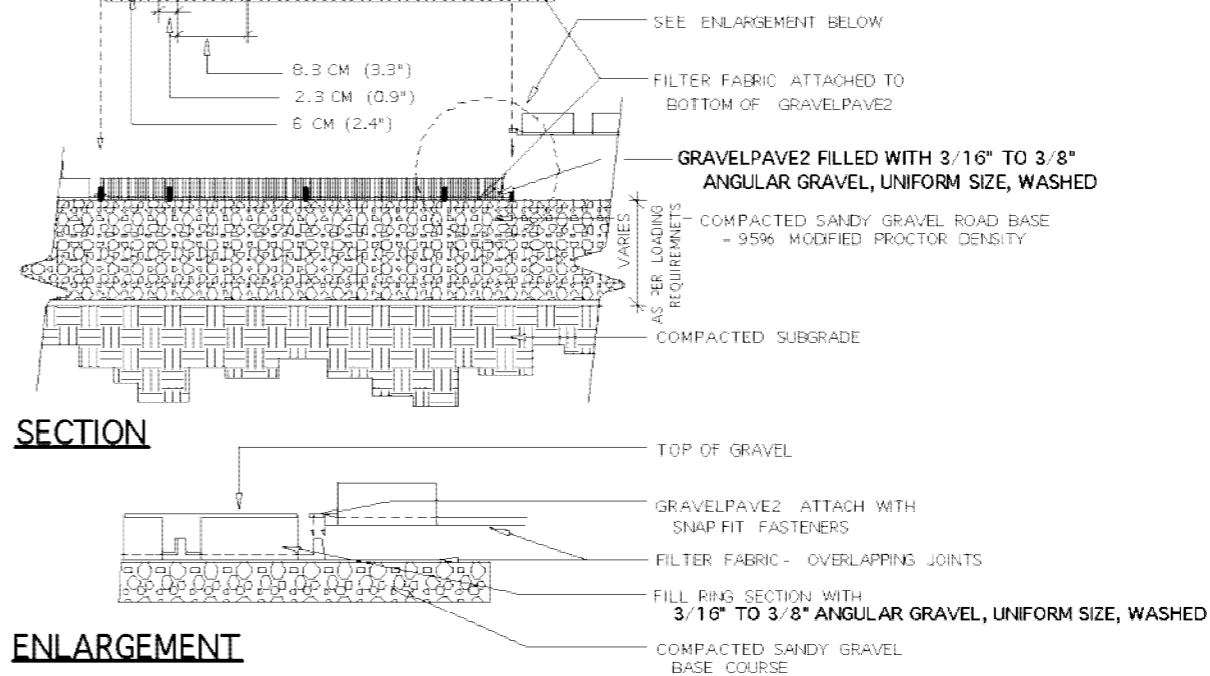 SEE ENLARGEMENT BELOW
8.3 CM (3.3")
2.3 CM (0.9")
6 CM (2.4")
FILTER FABRIC ATTACHED TO
BOTTOM OF GRAVELPAVE2
GRAVELPAVE2 FILLED WITH 3/16" TO 3/8"
ANGULAR GRAVEL, UNIFORM SIZE, WASHED
VARIES
AS PER LOADING
REQUIREMNETS
COMPACTED SANDY GRAVEL ROAD BASE
- 95% MODIFIED PROCTOR DENSITY
COMPACTED SUBGRADE
SECTION
TOP OF GRAVEL
GRAVELPAVE2 ATTACH WITH
SNAP FIT FASTENERS
FILTER FABRIC - OVERLAPPING JOINTS
FILL RING SECTION WITH
3/16" TO 3/8" ANGULAR GRAVEL, UNIFORM SIZE, WASHED
ENLARGEMENT
COMPACTED SANDY GRAVEL
BASE COURSE